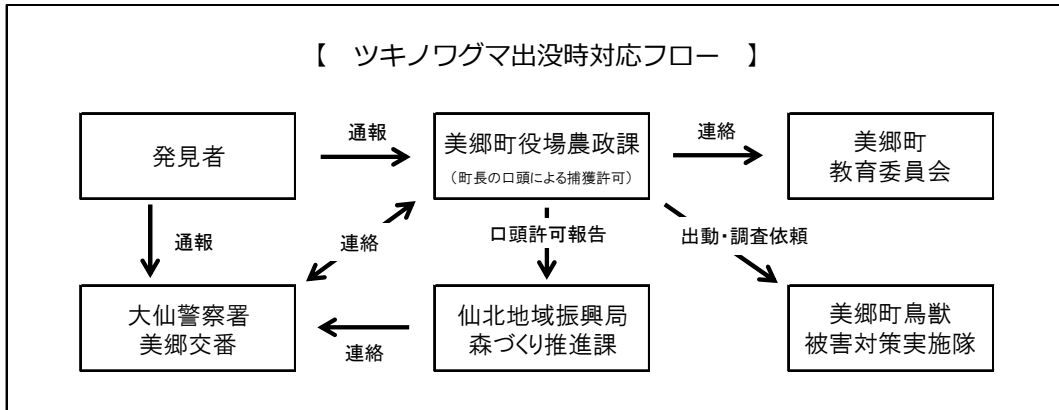 【 ツキノワグマ出没時対応フロー 】
発見者
通報
美郷町役場農政課
（町長の口頭による捕獲許可）
連絡
美郷町
教育委員会
通報
連絡
口頭許可報告
出動・調査依頼
大仙警察署
美郷交番
連絡
仙北地域振興局
森づくり推進課
美郷町鳥獣
被害対策実施隊